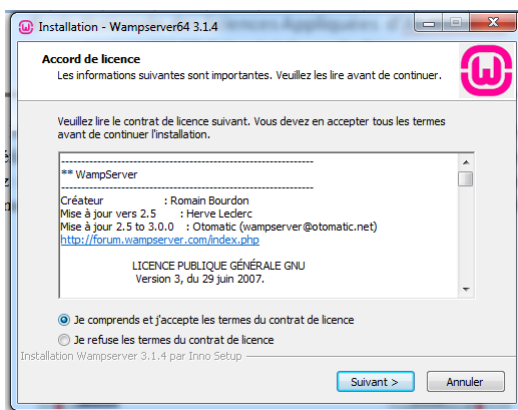 Installation - Wampserver64 3.1.4
Accord de licence
Les informations suivantes sont importantes. Veuillez les lire avant de continuer.
Veuillez lire le contrat de licence suivant. Vous devez en accepter tous les termes
avant de continuer l'installation.
------------------------------------------------------------
** WampServer
------------------------------------------------------------
Créateur : Romain Bourdon
Mise à jour vers 2.5 : Herve Leclerc
Mise à jour 2.5 to 3.0.0 : Otomatic (wampserver@otomatic.net)
http://forum.wampserver.com/index.php
LICENCE PUBLIQUE GÉNÉRALE GNU
Version 3, du 29 juin 2007.
Je comprends et j'accepte les termes du contrat de licence
Je refuse les termes du contrat de licence
Installation Wampserver 3.1.4 par Inno Setup
Suivant >
Annuler